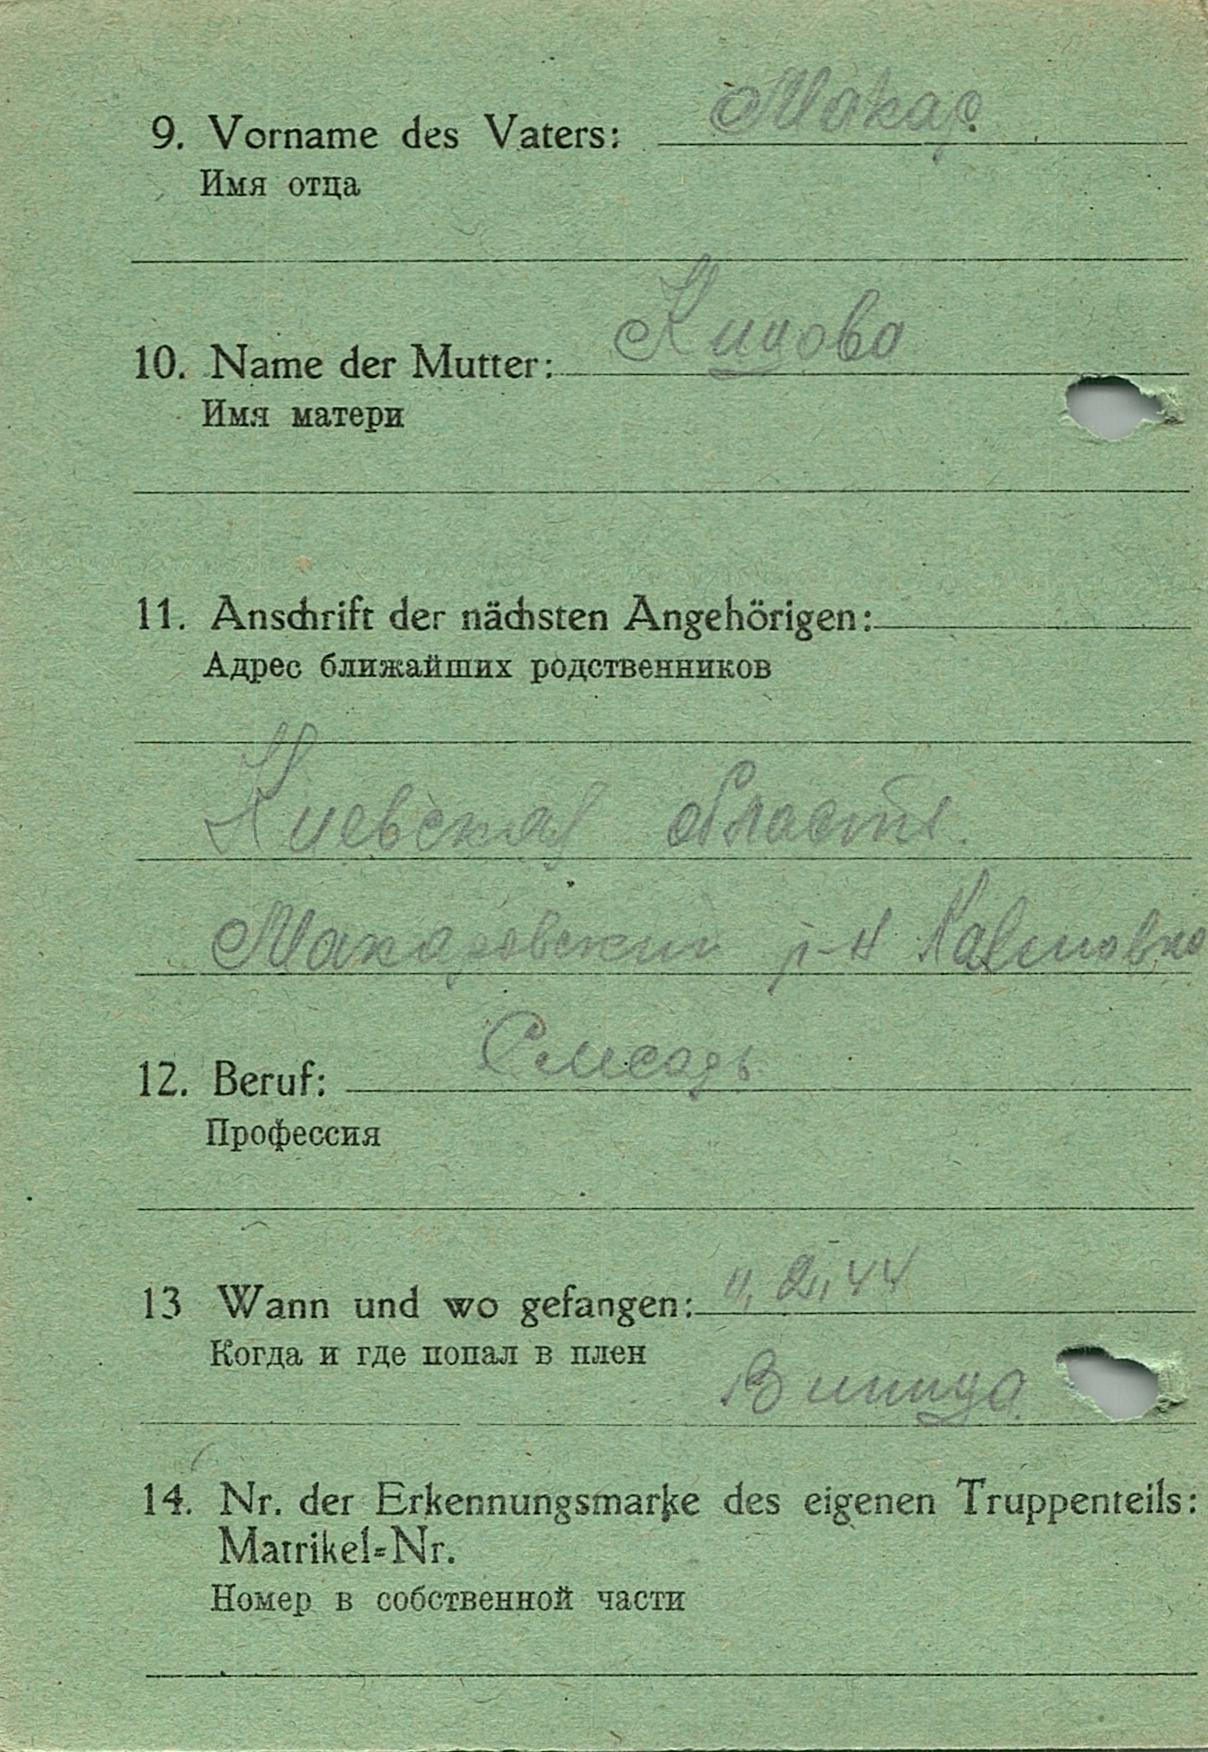 9. Vorname des Vaters: Макар
Имя отца
10. Name der Mutter:
Имя матери
11. Anschrift der nächsten Angehörigen:
Адрес ближайших родственников
Киевская область.
Макаровский р-н
12. Beruf: Слесарь
Профессия
13 Wann und wo gefangen: 44
Когда и где попал в плен
Виница
14. Nr. der Erkennungsmarke des eigenen Truppenteils:
Matrikel=Nr.
Номер в собственной части